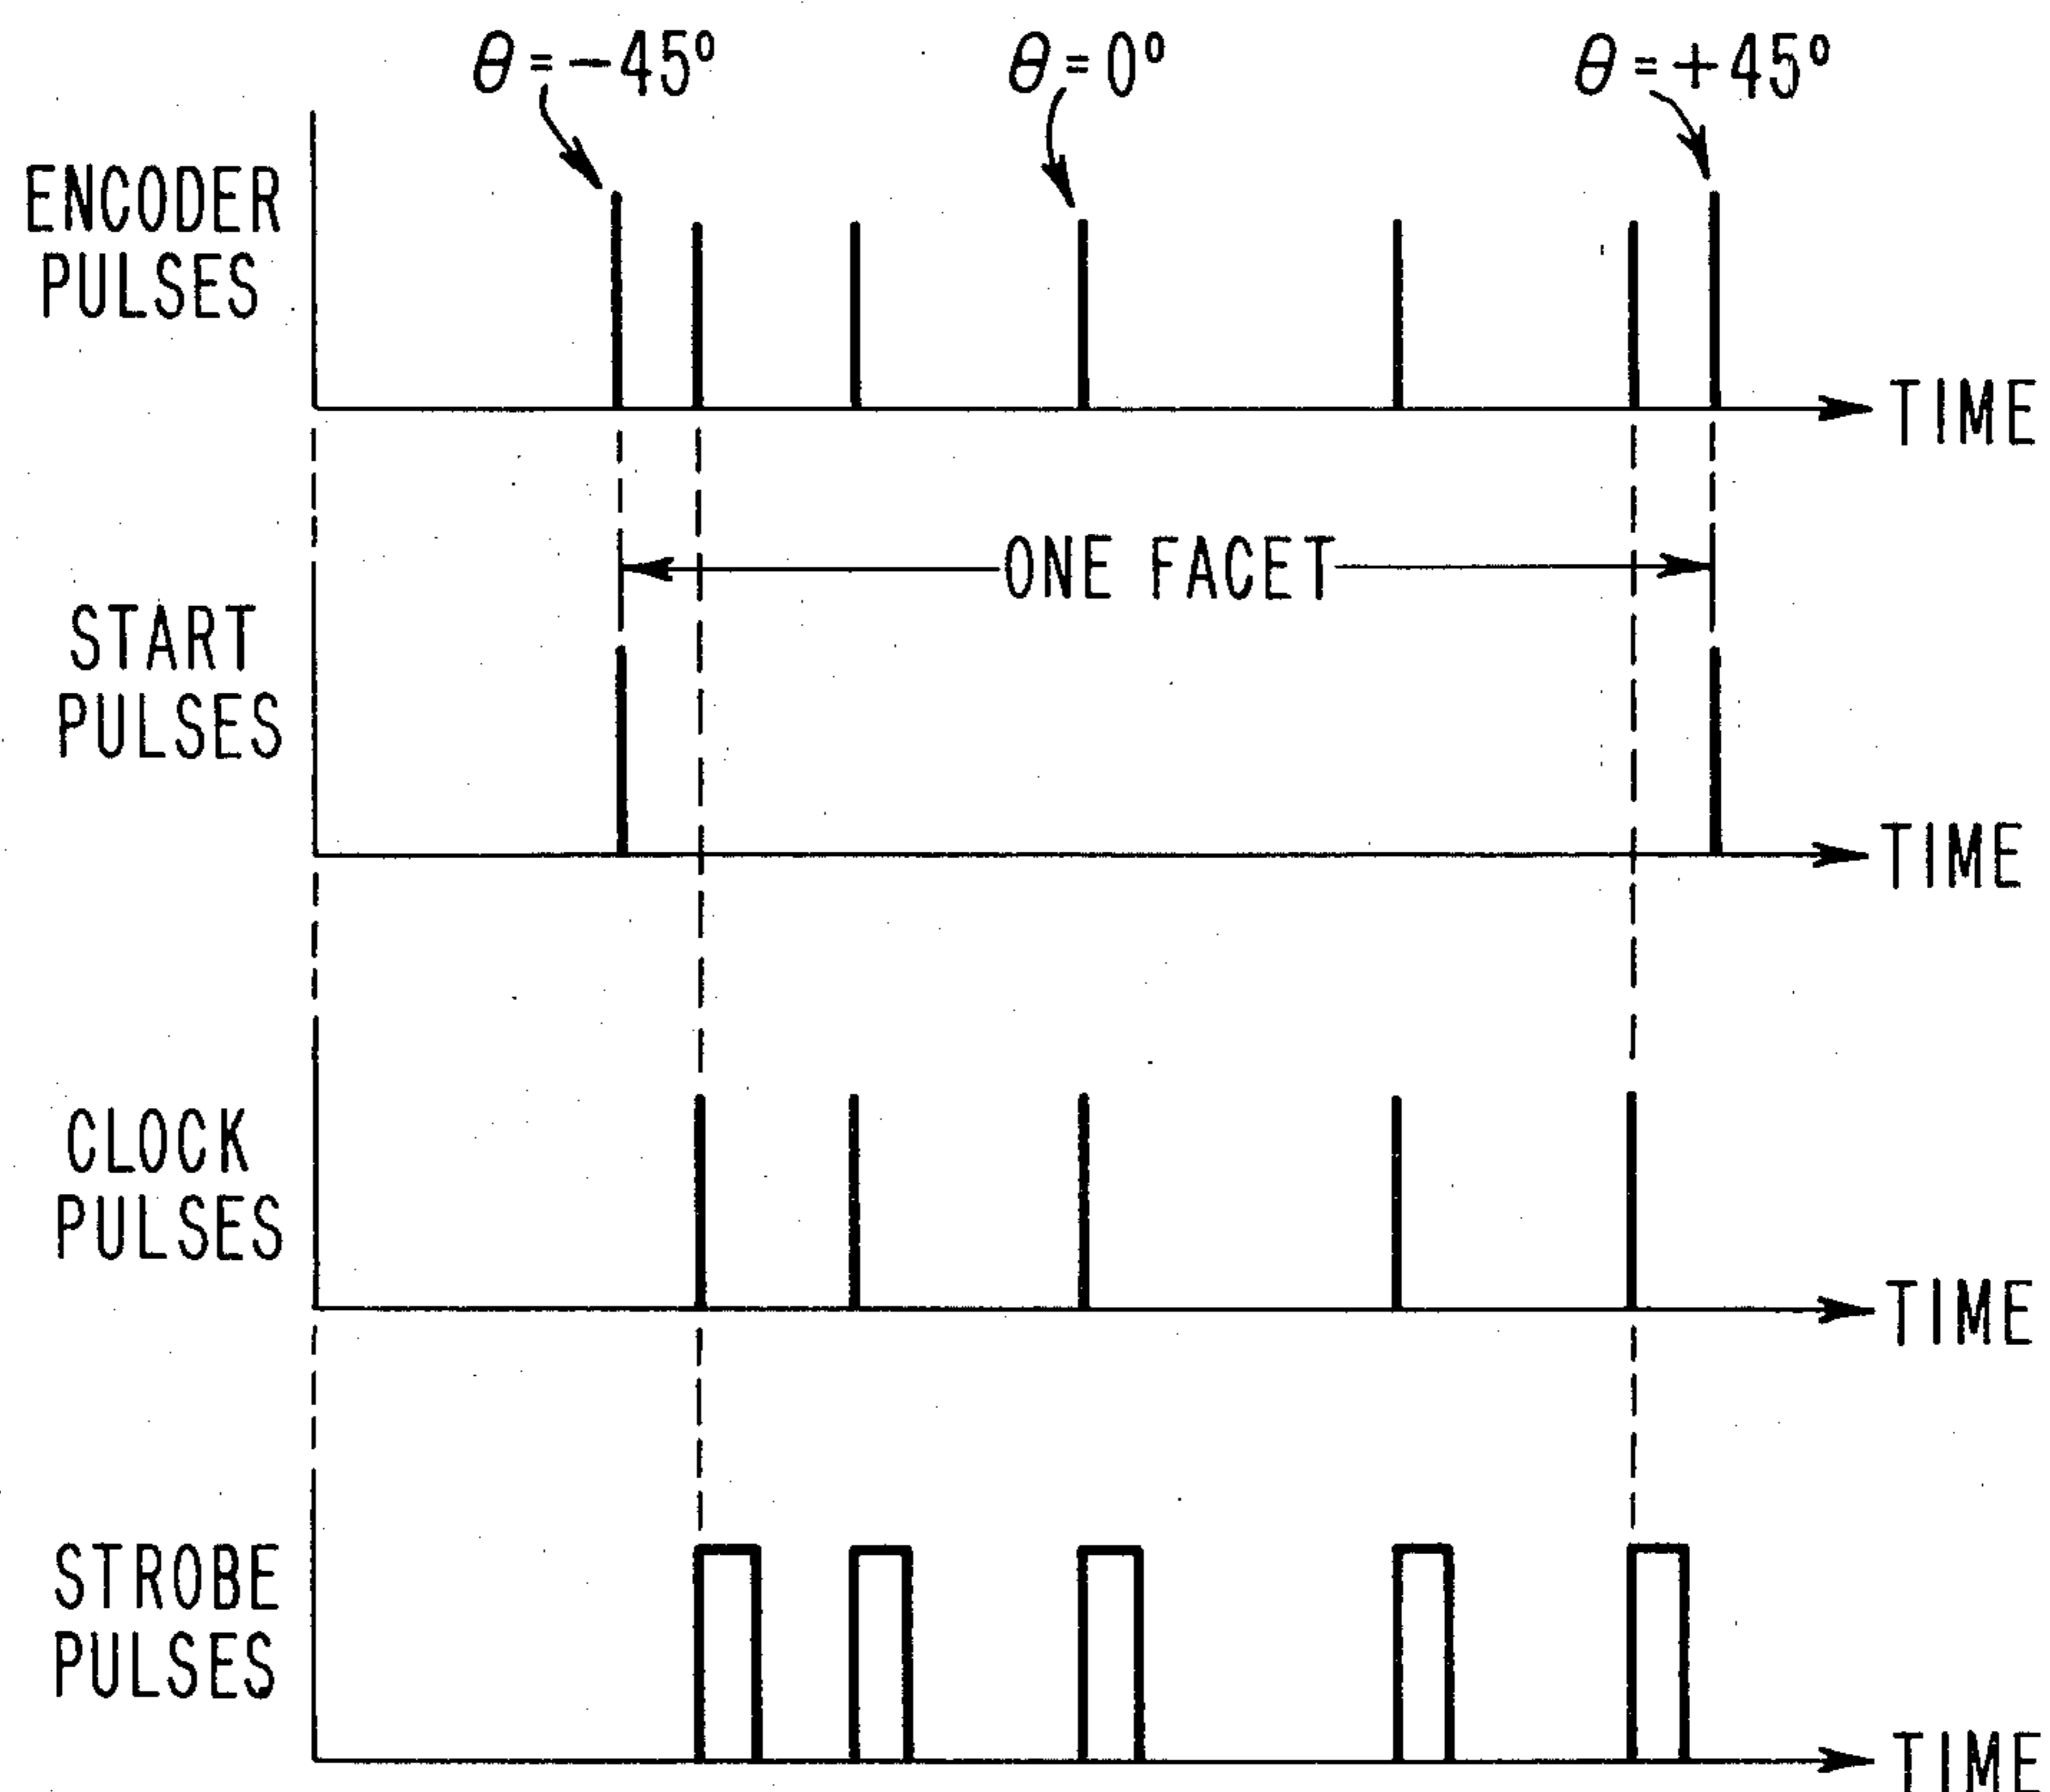 θ = −45°
θ = 0°
θ = +45°
ENCODER
PULSES
TIME
ONE FACET
START
PULSES
TIME
CLOCK
PULSES
TIME
STROBE
PULSES
TIME